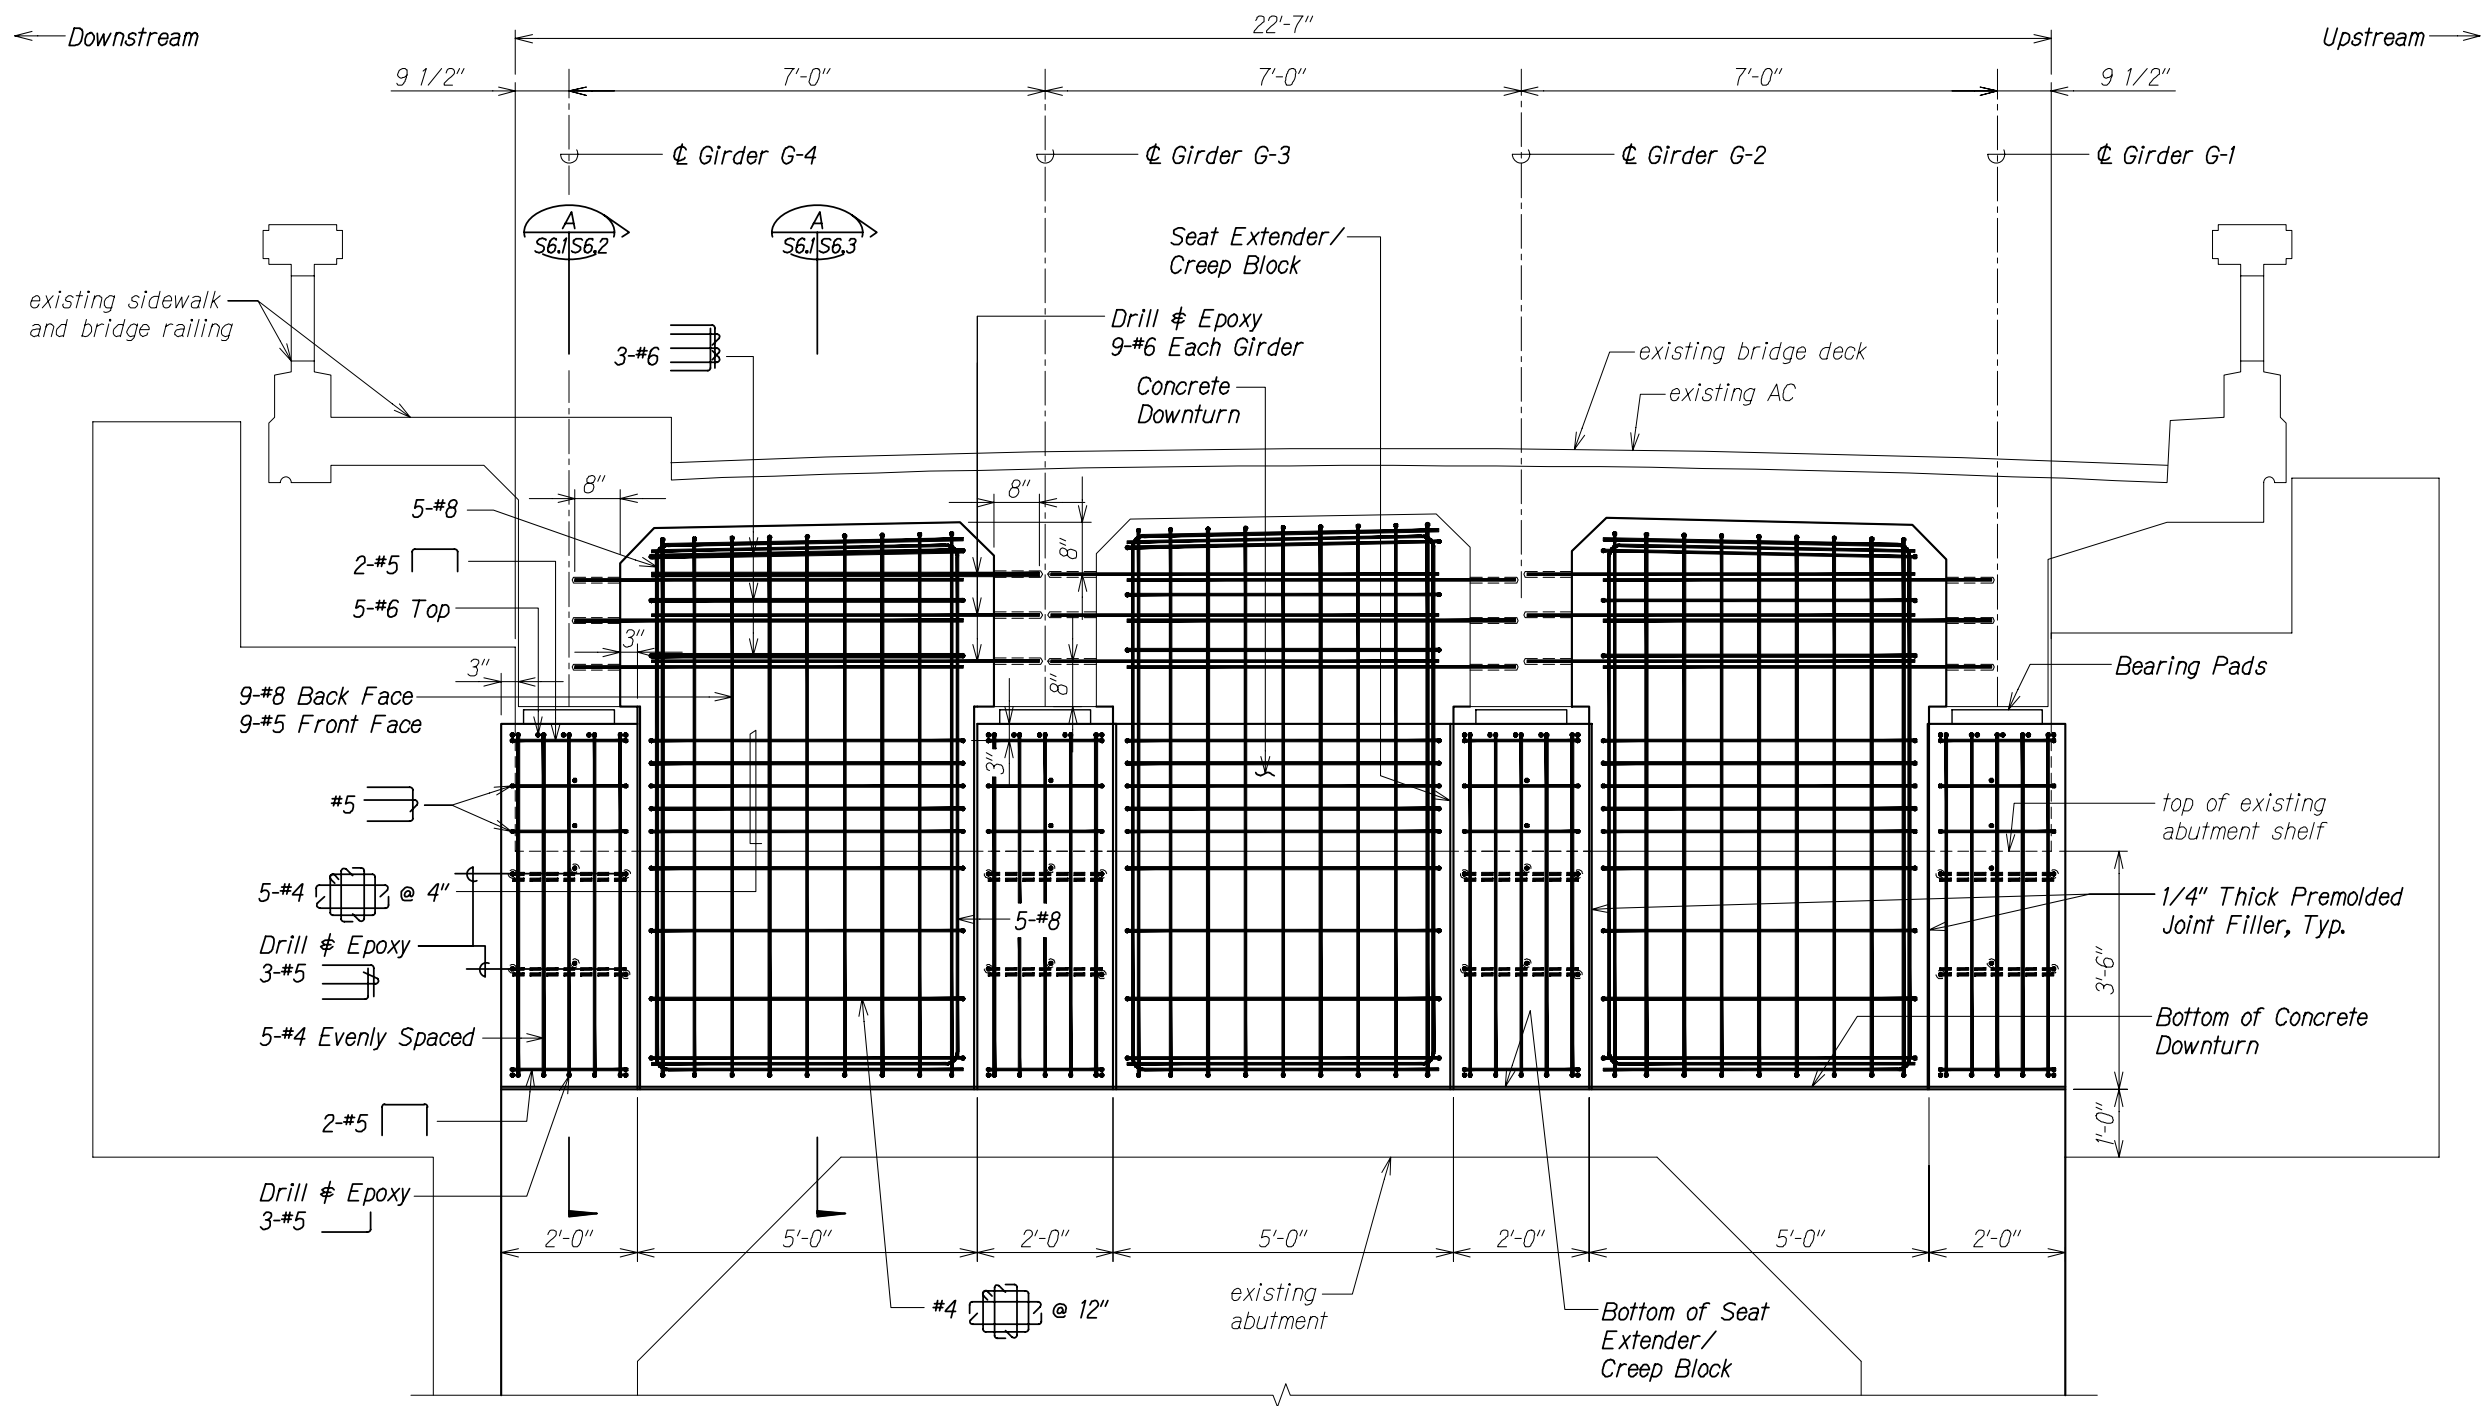 22'-7"
Downstream
Upstream
9 1/2"
7'-0"
7'-0"
7'-0"
9 1/2"
℄ Girder G-4
℄ Girder G-3
℄ Girder G-2
℄ Girder G-1
A
S6.1 S6.2
A
S6.1 S6.3
Seat Extender/
Creep Block
existing sidewalk
and bridge railing
Drill & Epoxy
9-#6 Each Girder
3-#6
existing bridge deck
existing AC
Concrete
Downturn
8"
8"
8"
5-#8
2-#5
5-#6 Top
3"
3"
8"
Bearing Pads
9-#8 Back Face
9-#5 Front Face
3"
#5
top of existing
abutment shelf
5-#4 @ 4"
5-#8
1/4" Thick Premolded
Joint Filler, Typ.
Drill & Epoxy
3-#5
3'-6"
5-#4 Evenly Spaced
Bottom of Concrete
Downturn
2-#5
1'-0"
Drill & Epoxy
3-#5
2'-0"
5'-0"
2'-0"
5'-0"
2'-0"
5'-0"
2'-0"
#4 @ 12"
existing
abutment
Bottom of Seat
Extender/
Creep Block